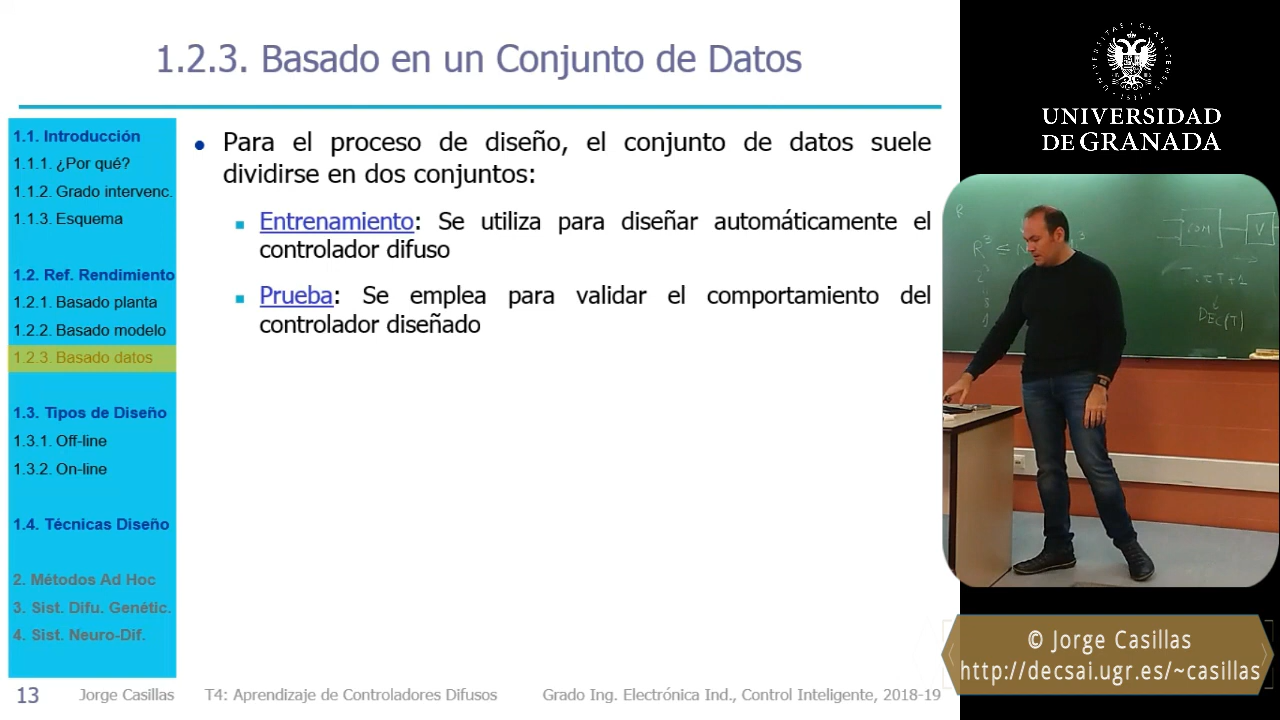 1.2.3. Basado en un Conjunto de Datos
1.1. Introducción
1.1.1. ¿Por qué?
1.1.2. Grado intervenc.
1.1.3. Esquema
1.2. Ref. Rendimiento
1.2.1. Basado planta
1.2.2. Basado modelo
1.2.3. Basado datos
1.3. Tipos de Diseño
1.3.1. Off-line
1.3.2. On-line
1.4. Técnicas Diseño
2. Métodos Ad Hoc
3. Sist. Difu. Genétic.
4. Sist. Neuro-Dif.
Para el proceso de diseño, el conjunto de datos suele
dividirse en dos conjuntos:
Entrenamiento: Se utiliza para diseñar automáticamente el
controlador difuso
Prueba: Se emplea para validar el comportamiento del
controlador diseñado
13 Jorge Casillas T4: Aprendizaje de Controladores Difusos Grado Ing. Electrónica Ind., Control Inteligente, 2018-19
UNIVERSIDAD
DE GRANADA
V
DEC(T)
© Jorge Casillas
http://decsai.ugr.es/~casillas